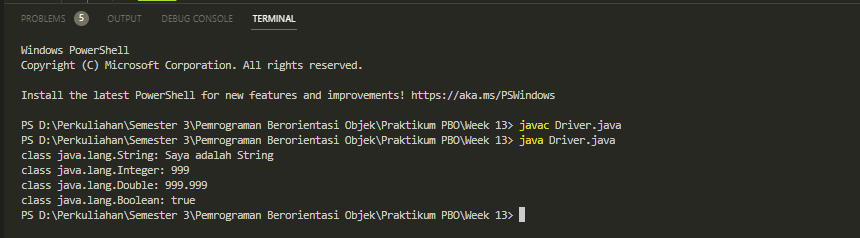 PROBLEMS 5 OUTPUT DEBUG CONSOLE TERMINAL
Windows PowerShell
Copyright (C) Microsoft Corporation. All rights reserved.
Install the latest PowerShell for new features and improvements! https://aka.ms/PSWindows
PS D:\Perkuliahan\Semester 3\Pemrograman Berorientasi Objek\Praktikum PBO\Week 13> javac Driver.java
PS D:\Perkuliahan\Semester 3\Pemrograman Berorientasi Objek\Praktikum PBO\Week 13> java Driver.java
class java.lang.String: Saya adalah String
class java.lang.Integer: 999
class java.lang.Double: 999.999
class java.lang.Boolean: true
PS D:\Perkuliahan\Semester 3\Pemrograman Berorientasi Objek\Praktikum PBO\Week 13>